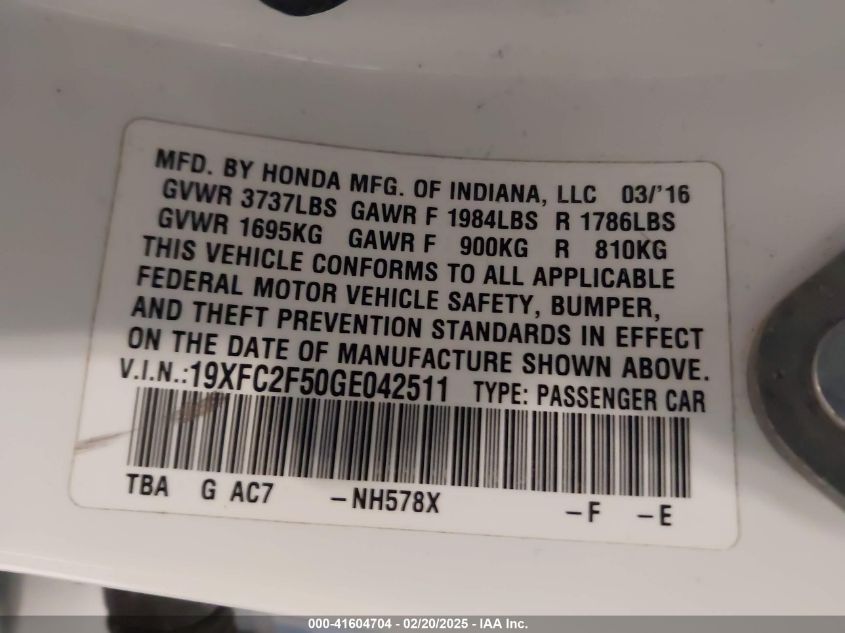 MFD. BY HONDA MFG. OF INDIANA, LLC 03/'16
GVWR 3737LBS GAWR F 1984LBS R 1786LBS
GVWR 1695KG GAWR F 900KG R 810KG
THIS VEHICLE CONFORMS TO ALL APPLICABLE
FEDERAL MOTOR VEHICLE SAFETY, BUMPER,
AND THEFT PREVENTION STANDARDS IN EFFECT
ON THE DATE OF MANUFACTURE SHOWN ABOVE.
V.I.N.:19XFC2F50GE042511 TYPE: PASSENGER CAR
TBA G AC7 -NH578X -F -E
000-41604704 - 02/20/2025 - IAA Inc.